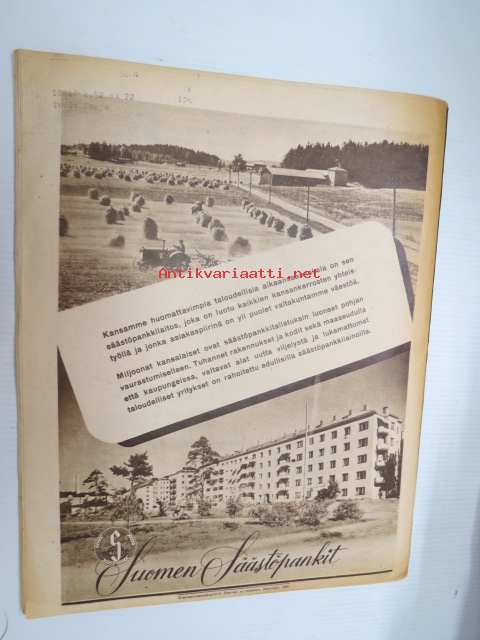 Antikvariaatti.net
Kansamme huomattavimpia taloudellisia on sen
säästöpankkilaitos, joka on luotu kaikkien kansankerrosten yhteis-
työllä ja jonka asiakaspiirinä on yli puolet valtakuntamme väestöä.
Miljoonat kansalaiset ovat säästöpankkitalletuksin luoneet pohjan
vaurastumiselleen. Tuhannet rakennukset ja kodit sekä maaseudulla
että kaupungeissa, valtavat alat uutta viljelystä ja lukemattomat
taloudelliset yritykset on rahoitettu edullisilla säästöpankkilainoilla.
Suomen Säästöpankit